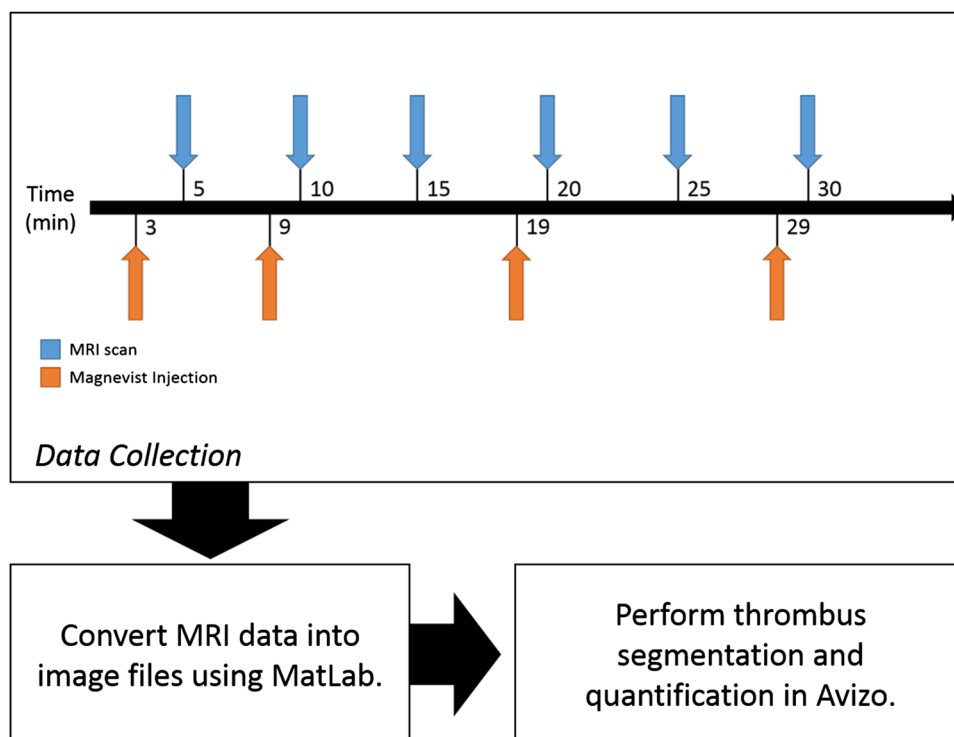 5 10 15 20 25 30
Time
(min)
3 9 19 29
MRI scan
Magnevist Injection
Data Collection
Convert MRI data into
image files using MatLab.
Perform thrombus
segmentation and
quantification in Avizo.